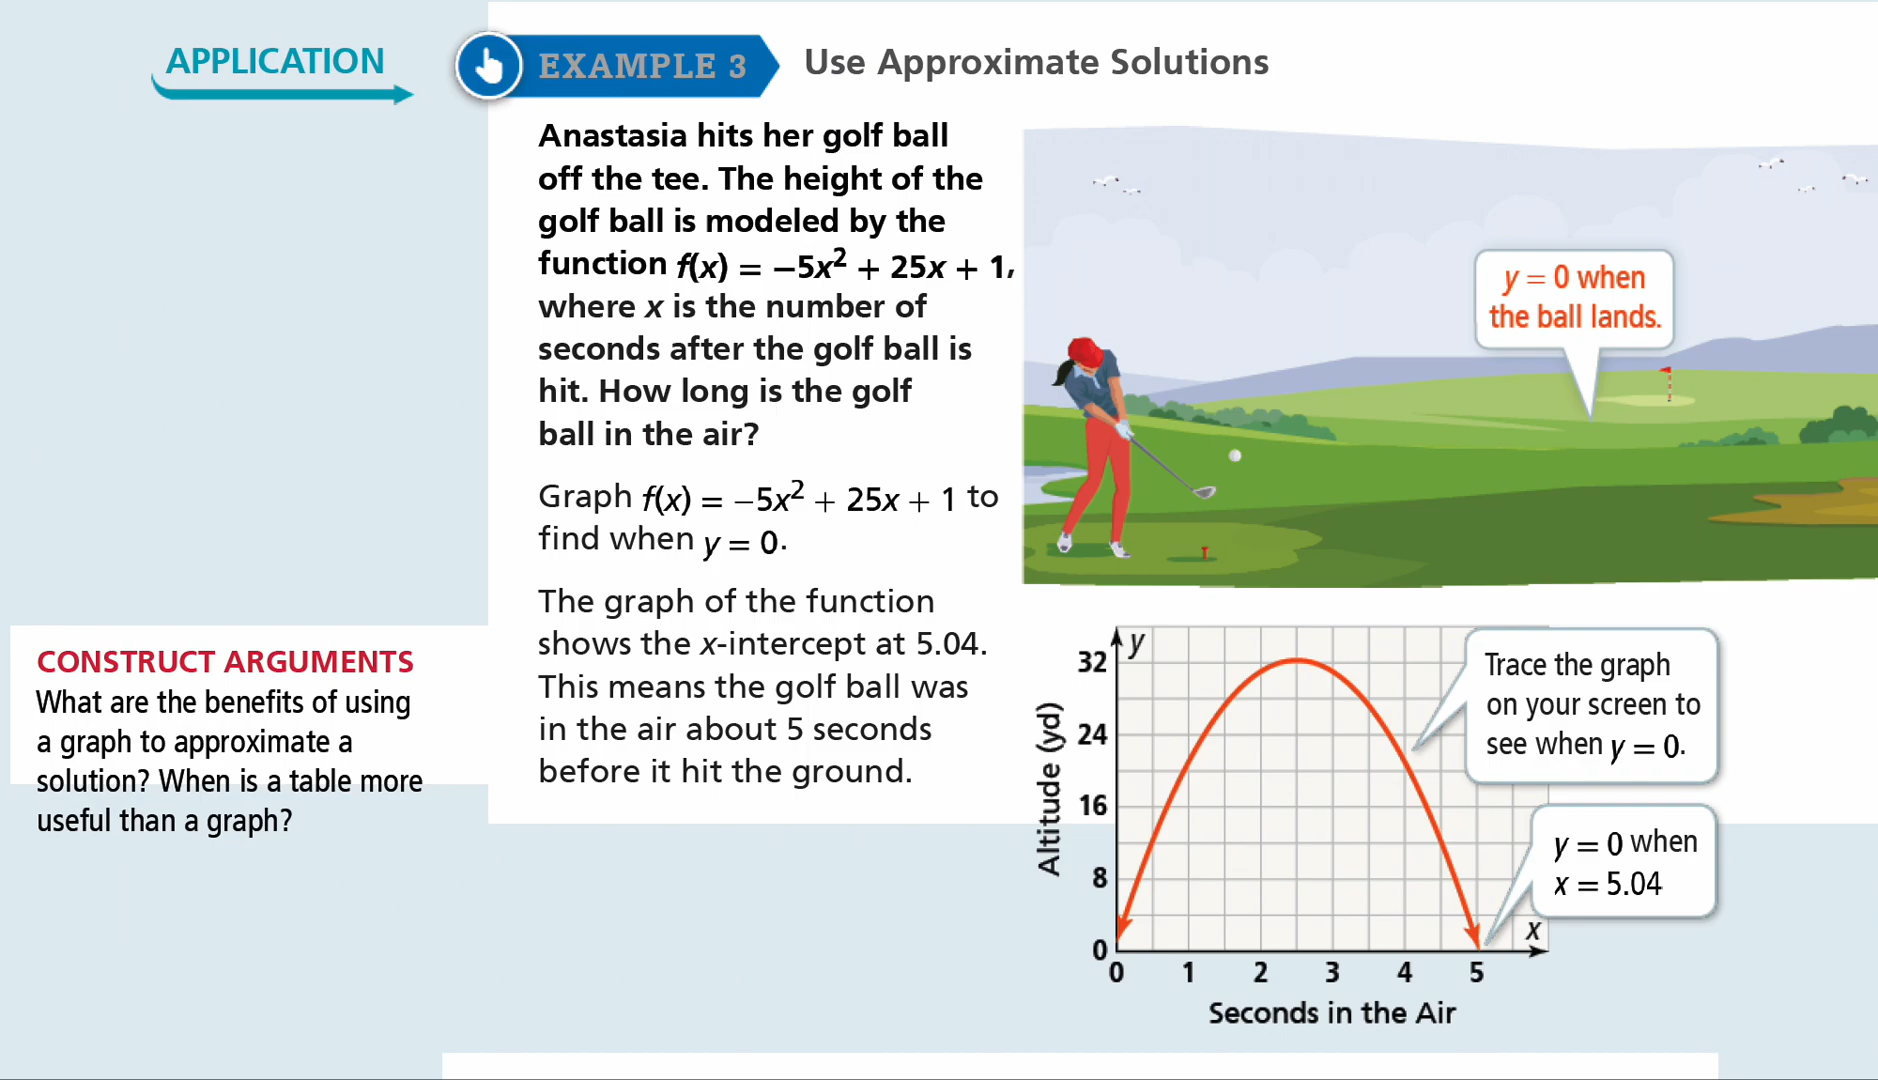 APPLICATION
EXAMPLE 3
Use Approximate Solutions
Anastasia hits her golf ball
off the tee. The height of the
golf ball is modeled by the
function f(x) = −5x² + 25x + 1,
where x is the number of
seconds after the golf ball is
hit. How long is the golf
ball in the air?
Graph f(x) = −5x² + 25x + 1 to
find when y = 0.
The graph of the function
shows the x-intercept at 5.04.
This means the golf ball was
in the air about 5 seconds
before it hit the ground.
y = 0 when
the ball lands.
CONSTRUCT ARGUMENTS
What are the benefits of using
a graph to approximate a
solution? When is a table more
useful than a graph?
y
32
24
16
8
0
Altitude (yd)
0 1 2 3 4 5
x
Seconds in the Air
Trace the graph
on your screen to
see when y = 0.
y = 0 when
x = 5.04